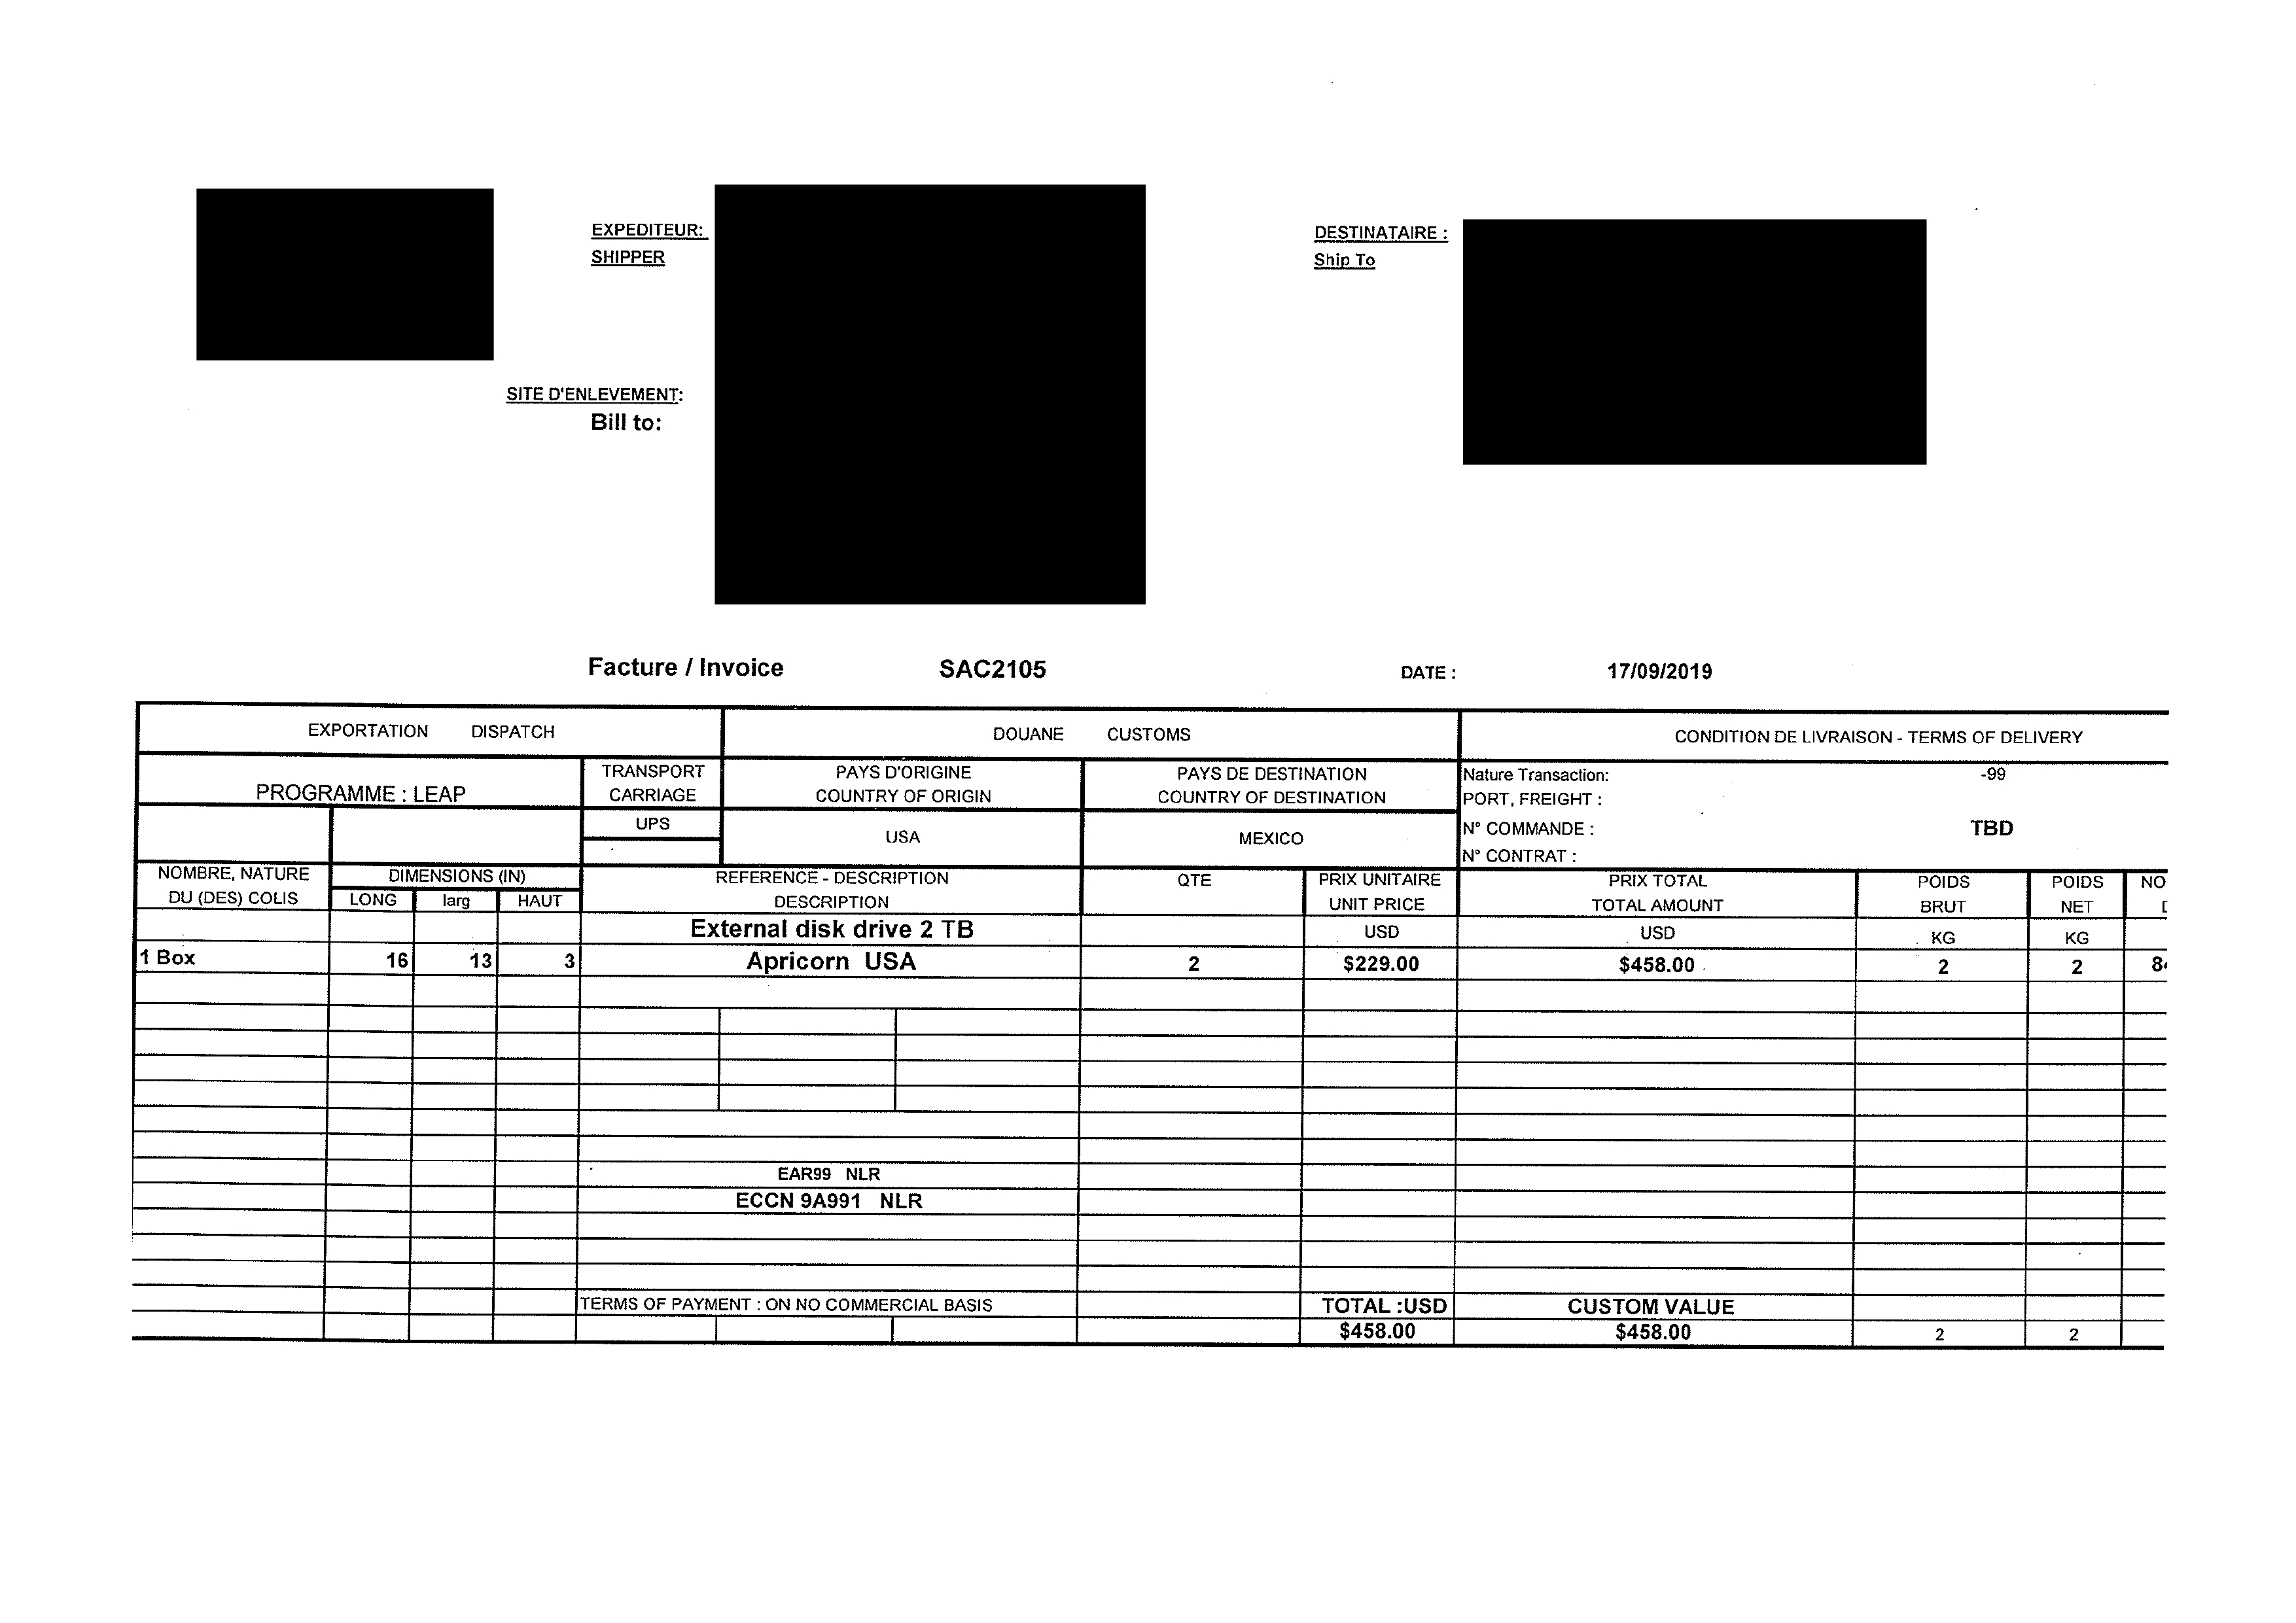 EXPEDITEUR:
SHIPPER
DESTINATAIRE :
Ship To
SITE D'ENLEVEMENT:
Bill to:
Facture / Invoice SAC2105 DATE : 17/09/2019
EXPORTATION DISPATCH DOUANE CUSTOMS CONDITION DE LIVRAISON - TERMS OF DELIVERY
PROGRAMME : LEAP
TRANSPORT
CARRIAGE
PAYS D'ORIGINE
COUNTRY OF ORIGIN
PAYS DE DESTINATION
COUNTRY OF DESTINATION
Nature Transaction: -99
PORT, FREIGHT :
UPS
USA
MEXICO
N° COMMANDE : TBD
N° CONTRAT :
NOMBRE, NATURE
DU (DES) COLIS
DIMENSIONS (IN)
LONG larg HAUT
REFERENCE - DESCRIPTION
DESCRIPTION
QTE
PRIX UNITAIRE
UNIT PRICE
PRIX TOTAL
TOTAL AMOUNT
POIDS
BRUT
POIDS
NET
NO
External disk drive 2 TB USD USD KG KG
1 Box 16 13 3 Apricorn USA 2 $229.00 $458.00 2 2
EAR99 NLR
ECCN 9A991 NLR
TERMS OF PAYMENT : ON NO COMMERCIAL BASIS TOTAL :USD CUSTOM VALUE
$458.00 $458.00 2 2